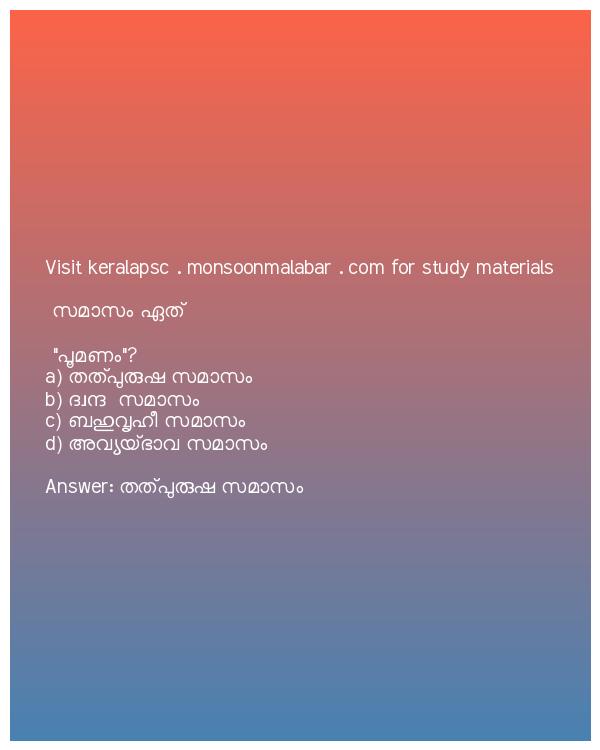 Visit keralapsc . monsoonmalabar . com for study materials
സമാസം ഏത്
"പൂമണം"?
a) തത്പുരുഷ സമാസം
b) ദ്വന്ദ സമാസം
c) ബഹുവൃഹീ സമാസം
d) അവ്യയ്ഭാവ സമാസം
Answer: തത്പുരുഷ സമാസം